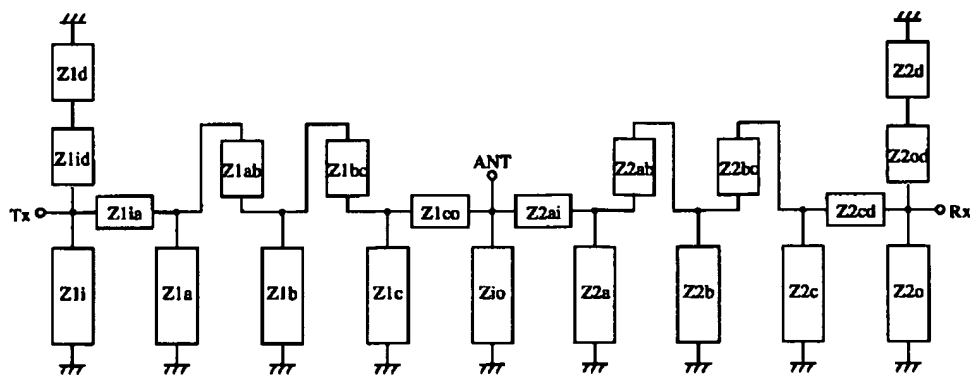 Z1d
Z2d
Z1id
Z1ab
Z1bc
ANT
Z2ab
Z2bc
Z2od
Tx
Z1ia
Z1co
Z2ai
Z2cd
Rx
Z1i
Z1a
Z1b
Z1c
Zio
Z2a
Z2b
Z2c
Z2o